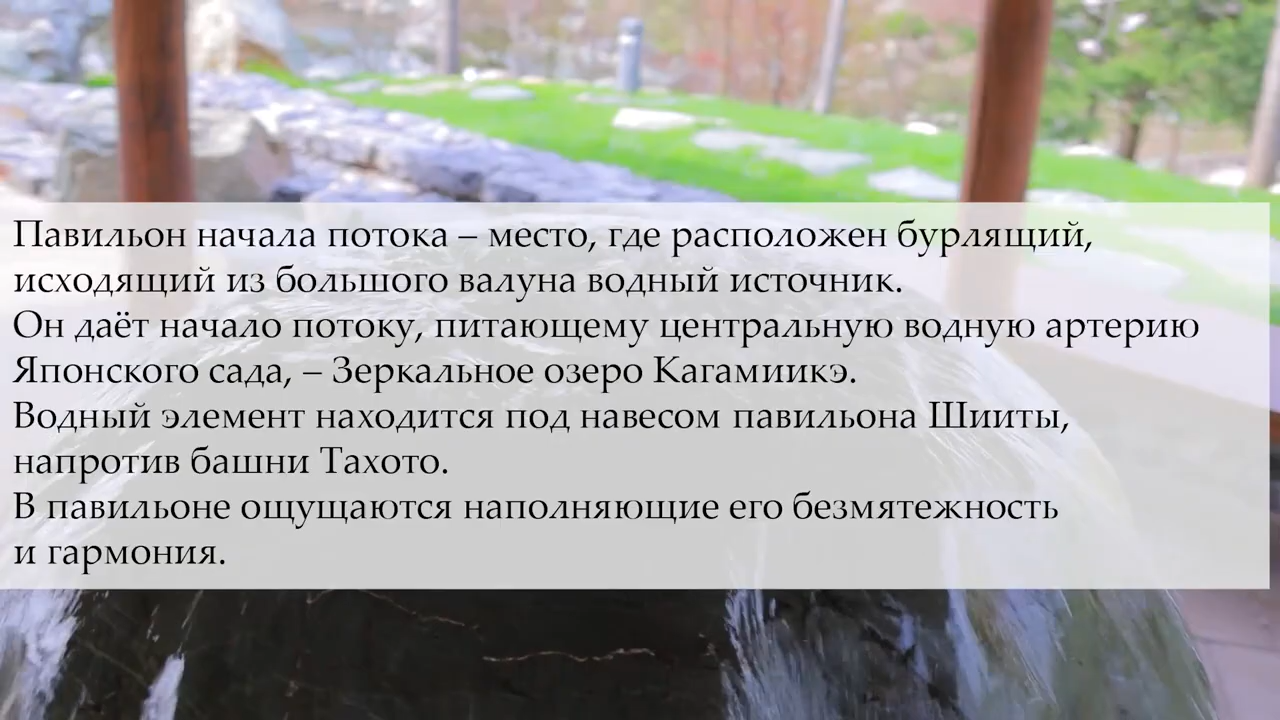 Павильон начала потока – место, где расположен бурлящий,
исходящий из большого валуна водный источник.
Он даёт начало потоку, питающему центральную водную артерию
Японского сада, – Зеркальное озеро Кагамиикэ.
Водный элемент находится под навесом павильона Шииты,
напротив башни Тахото.
В павильоне ощущаются наполняющие его безмятежность
и гармония.